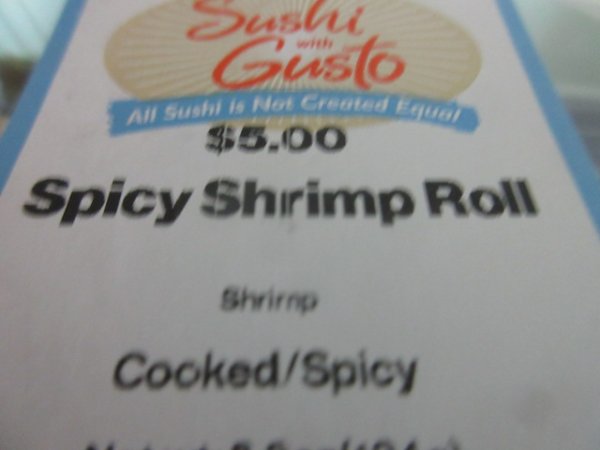 Sushi
with
Gusto
All Sushi is Not Created Equal
$5.00
Spicy Shrimp Roll
Shrimp
Cooked/Spicy